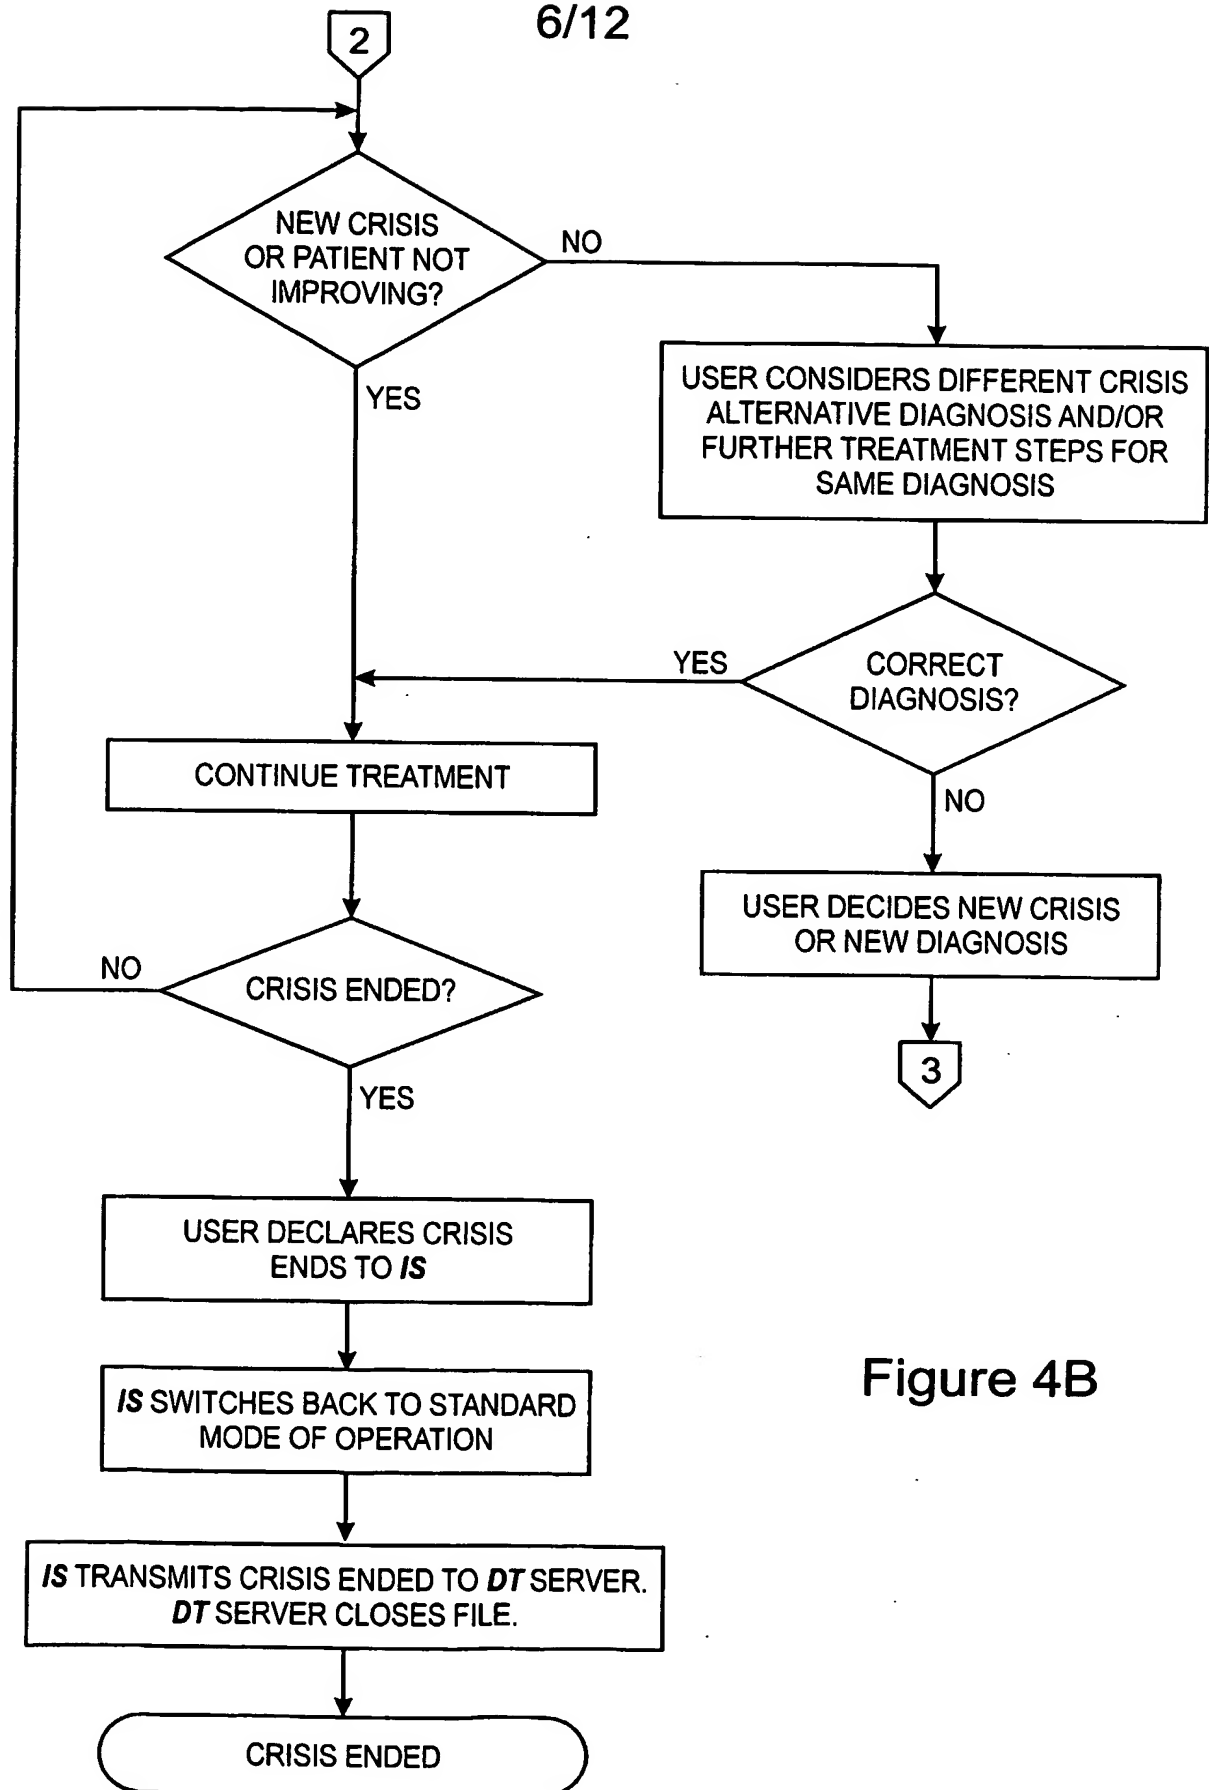 6/12
2
NEW CRISIS
OR PATIENT NOT
IMPROVING?
NO
YES
USER CONSIDERS DIFFERENT CRISIS
ALTERNATIVE DIAGNOSIS AND/OR
FURTHER TREATMENT STEPS FOR
SAME DIAGNOSIS
CORRECT
DIAGNOSIS?
YES
NO
CONTINUE TREATMENT
USER DECIDES NEW CRISIS
OR NEW DIAGNOSIS
3
CRISIS ENDED?
NO
YES
USER DECLARES CRISIS
ENDS TO IS
IS SWITCHES BACK TO STANDARD
MODE OF OPERATION
IS TRANSMITS CRISIS ENDED TO DT SERVER.
DT SERVER CLOSES FILE.
CRISIS ENDED
Figure 4B